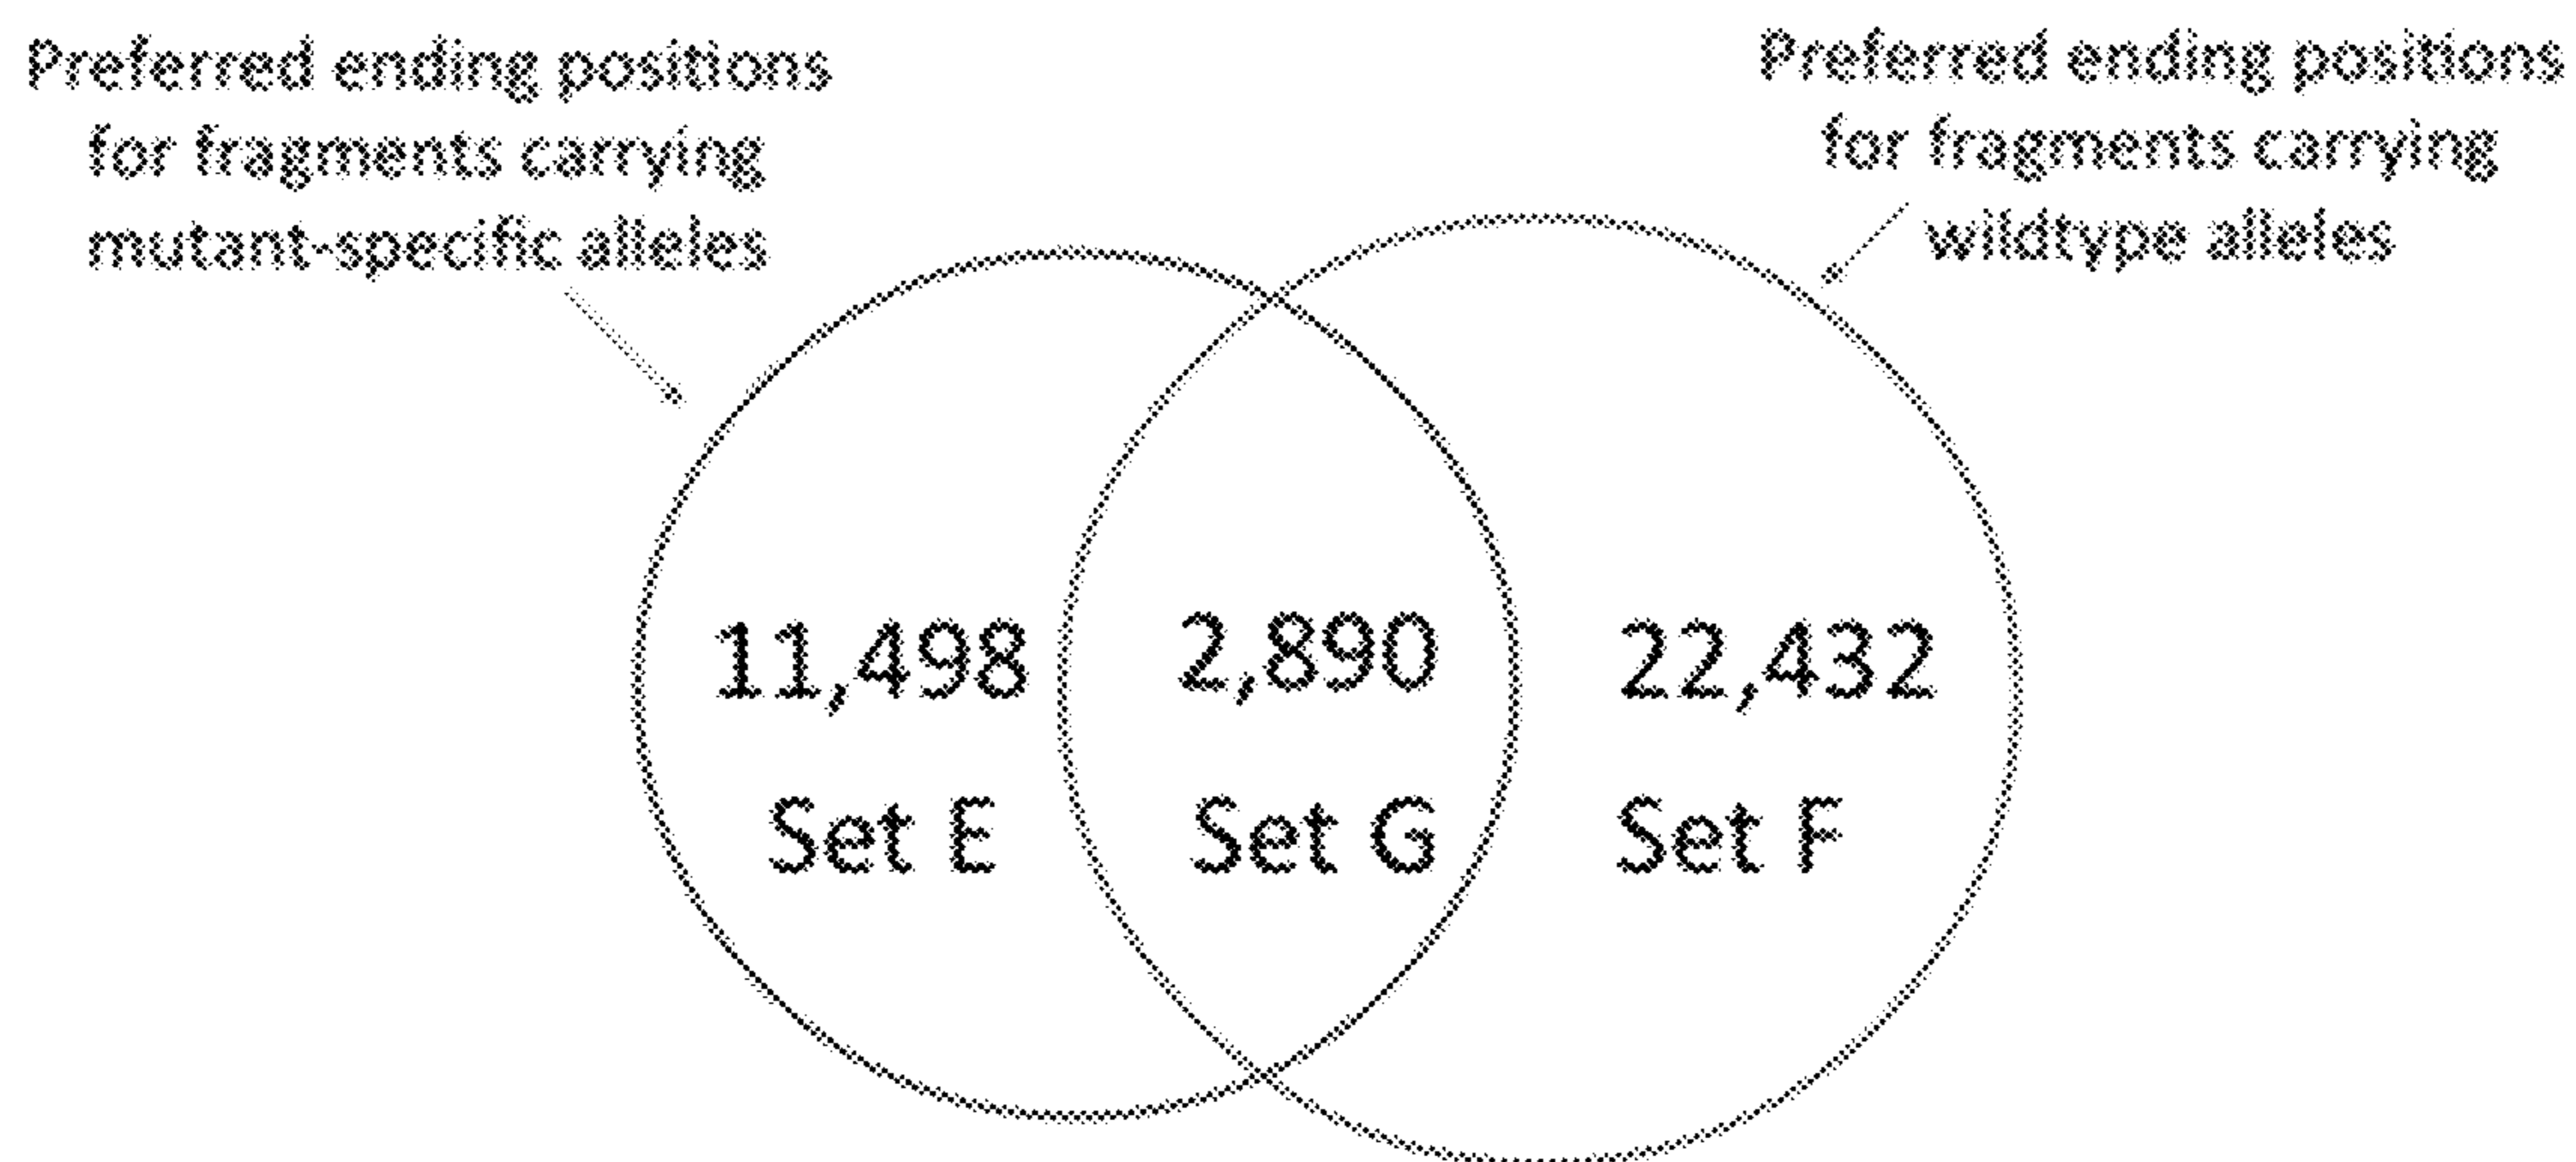 Preferred ending positions
for fragments carrying
mutant-specific alleles
Preferred ending positions
for fragments carrying
wildtype alleles
11,498
Set E
2,890
Set G
22,432
Set F